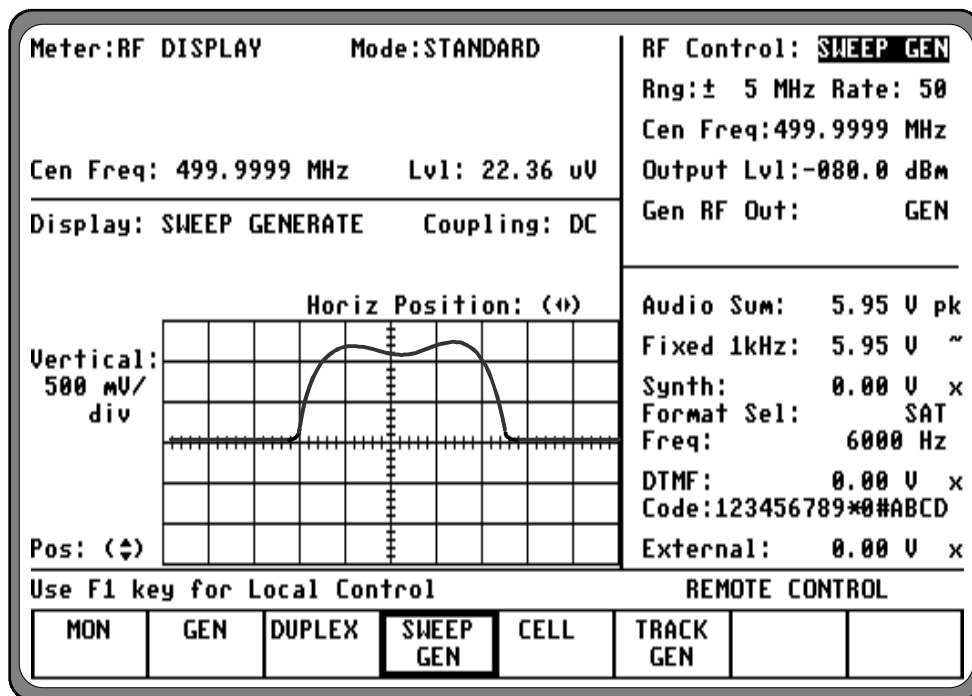 Meter:RF DISPLAY Mode:STANDARD
Cen Freq: 499.9999 MHz Lvl: 22.36 uV
Display: SWEEP GENERATE Coupling: DC
Horiz Position: (◂▸)
Vertical:
500 mV/
div
Pos: (▴▾)
RF Control: SWEEP GEN
Rng:± 5 MHz Rate: 50
Cen Freq:499.9999 MHz
Output Lvl:-080.0 dBm
Gen RF Out: GEN
Audio Sum: 5.95 V pk
Fixed 1kHz: 5.95 V ~
Synth: 0.00 V x
Format Sel: SAT
Freq: 6000 Hz
DTMF: 0.00 V x
Code:123456789*0#ABCD
External: 0.00 V x
Use F1 key for Local Control REMOTE CONTROL
MON GEN DUPLEX SWEEP GEN CELL TRACK GEN